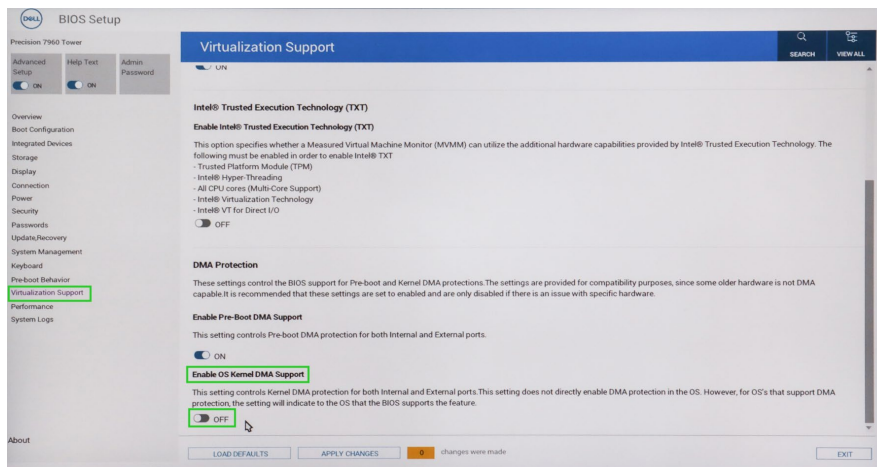 DELL
BIOS Setup
Precision 7960 Tower
Advanced Setup
ON
Help Text
ON
Admin Password
Overview
Boot Configuration
Integrated Devices
Storage
Display
Connection
Power
Security
Passwords
Update,Recovery
System Management
Keyboard
Pre-boot Behavior
Virtualization Support
Performance
System Logs
About
Virtualization Support
SEARCH
VIEW ALL
ON
Intel® Trusted Execution Technology (TXT)
Enable Intel® Trusted Execution Technology (TXT)
This option specifies whether a Measured Virtual Machine Monitor (MVMM) can utilize the additional hardware capabilities provided by Intel® Trusted Execution Technology. The
following must be enabled in order to enable Intel® TXT
- Trusted Platform Module (TPM)
- Intel® Hyper-Threading
- All CPU cores (Multi-Core Support)
- Intel® Virtualization Technology
- Intel® VT for Direct I/O
OFF
DMA Protection
These settings control the BIOS support for Pre-boot and Kernel DMA protections.The settings are provided for compatibility purposes, since some older hardware is not DMA
capable.It is recommended that these settings are set to enabled and are only disabled if there is an issue with specific hardware.
Enable Pre-Boot DMA Support
This setting controls Pre-boot DMA protection for both Internal and External ports.
ON
Enable OS Kernel DMA Support
This setting controls Kernel DMA protection for both Internal and External ports.This setting does not directly enable DMA protection in the OS. However, for OS's that support DMA
protection, the setting will indicate to the OS that the BIOS supports the feature.
OFF
LOAD DEFAULTS
APPLY CHANGES
0
changes were made
EXIT